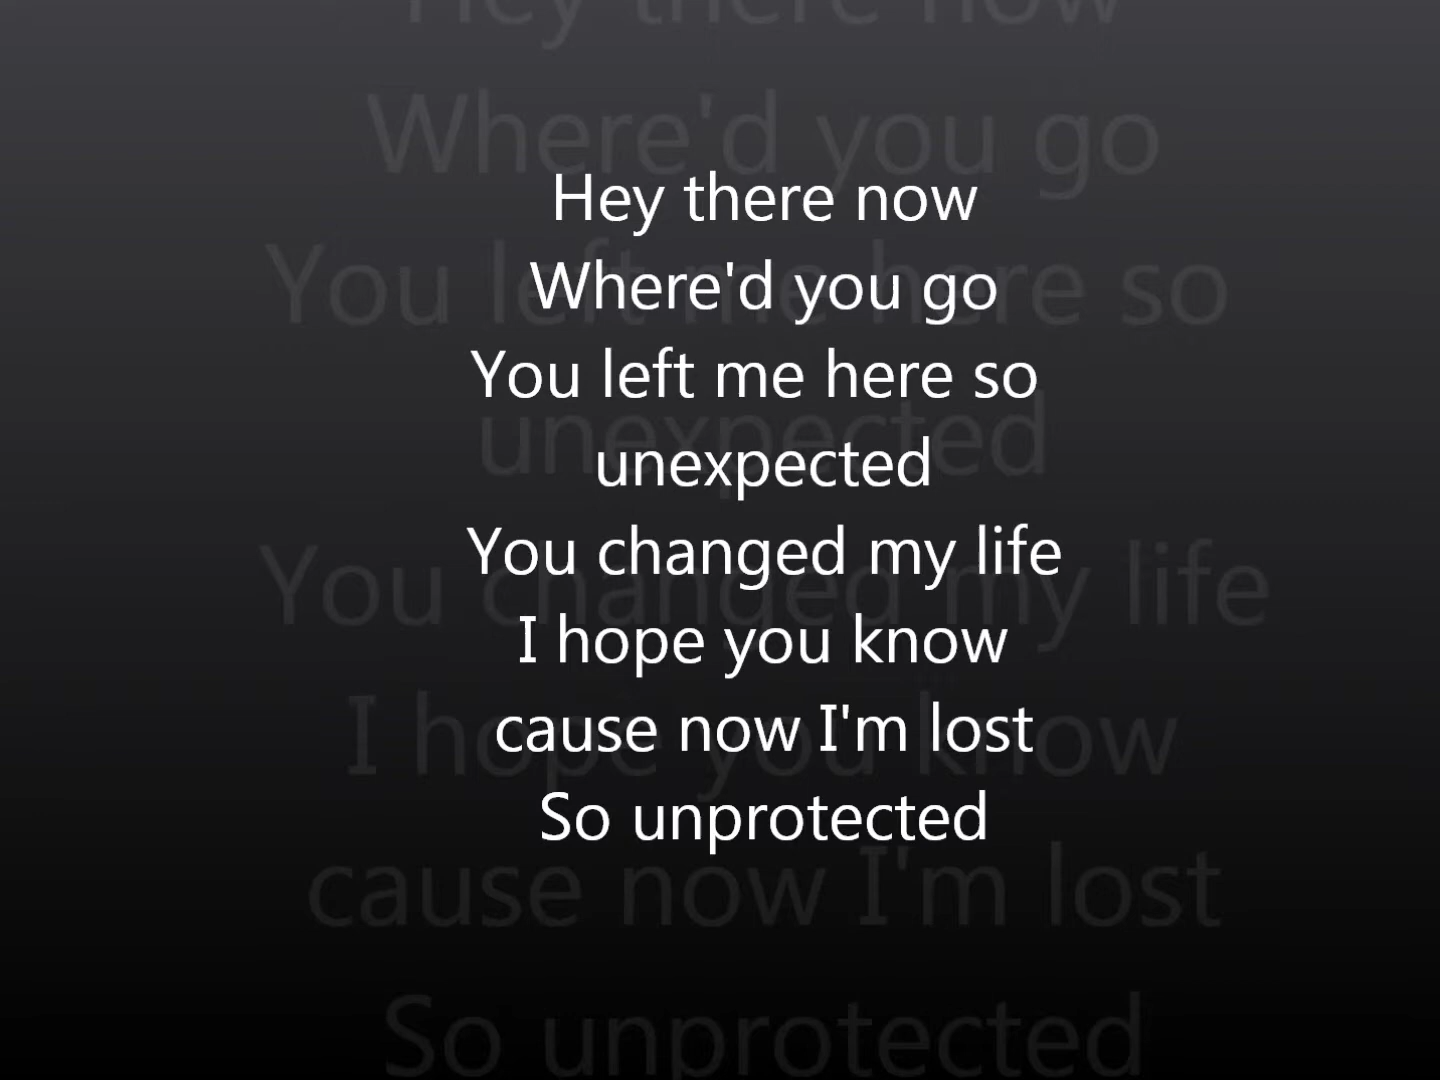 Hey there now
Where'd you go
You left me here so
unexpected
You changed my life
I hope you know
cause now I'm lost
So unprotected